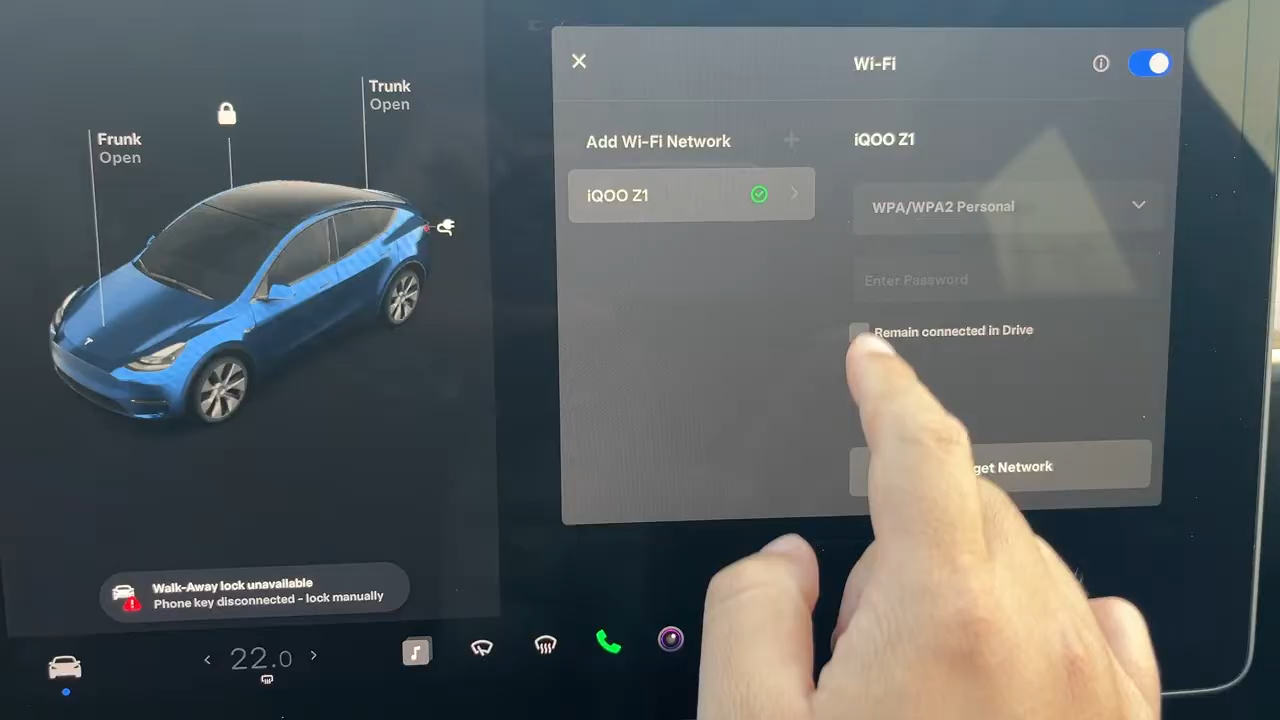 Trunk
Open
Frunk
Open
Walk-Away lock unavailable
Phone key disconnected - lock manually
22.0
Wi-Fi
Add Wi-Fi Network
iQOO Z1
iQOO Z1
WPA/WPA2 Personal
Enter Password
Remain connected in Drive
get Network